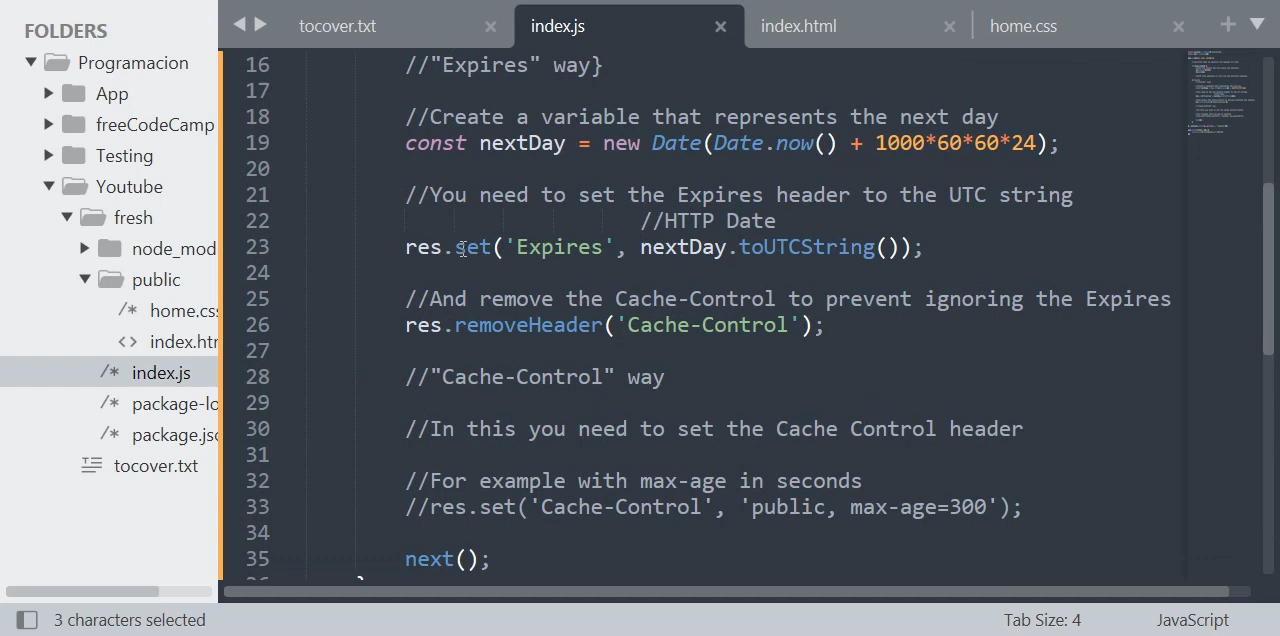 FOLDERS
Programacion
App
freeCodeCamp
Testing
Youtube
fresh
node_mod
public
home.cs
index.htm
index.js
package-lo
package.jso
tocover.txt
tocover.txt
index.js
index.html
home.css
16 //"Expires" way}
17
18 //Create a variable that represents the next day
19 const nextDay = new Date(Date.now() + 1000*60*60*24);
20
21 //You need to set the Expires header to the UTC string
22 //HTTP Date
23 res.set('Expires', nextDay.toUTCString());
24
25 //And remove the Cache-Control to prevent ignoring the Expires
26 res.removeHeader('Cache-Control');
27
28 //"Cache-Control" way
29
30 //In this you need to set the Cache Control header
31
32 //For example with max-age in seconds
33 //res.set('Cache-Control', 'public, max-age=300');
34
35 next();
3 characters selected
Tab Size: 4
JavaScript